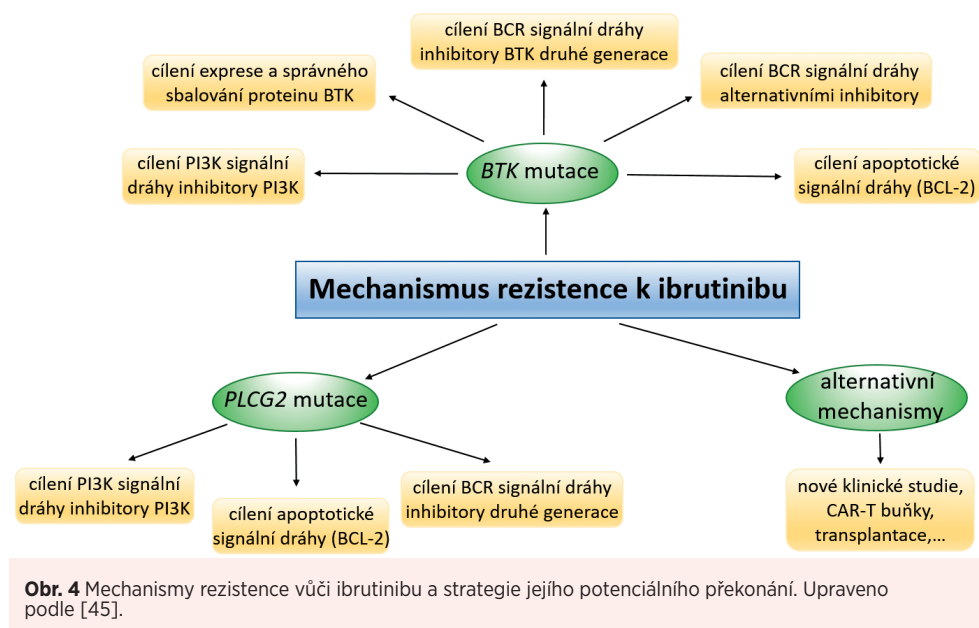 cílení BCR signální dráhy
inhibitory BTK druhé generace
cílení exprese a správného
sbalování proteinu BTK
cílení BCR signální dráhy
alternativními inhibitory
cílení PI3K signální
dráhy inhibitory PI3K
BTK mutace
cílení apoptotické
signální dráhy (BCL-2)
Mechanismus rezistence k ibrutinibu
PLCG2 mutace
alternativní
mechanismy
cílení PI3K signální
dráhy inhibitory PI3K
cílení apoptotické
signální dráhy (BCL-2)
cílení BCR signální dráhy
inhibitory druhé generace
nové klinické studie,
CAR-T buňky,
transplantace,...
Obr. 4 Mechanismy rezistence vůči ibrutinibu a strategie jejího potenciálního překonání. Upraveno
podle [45].